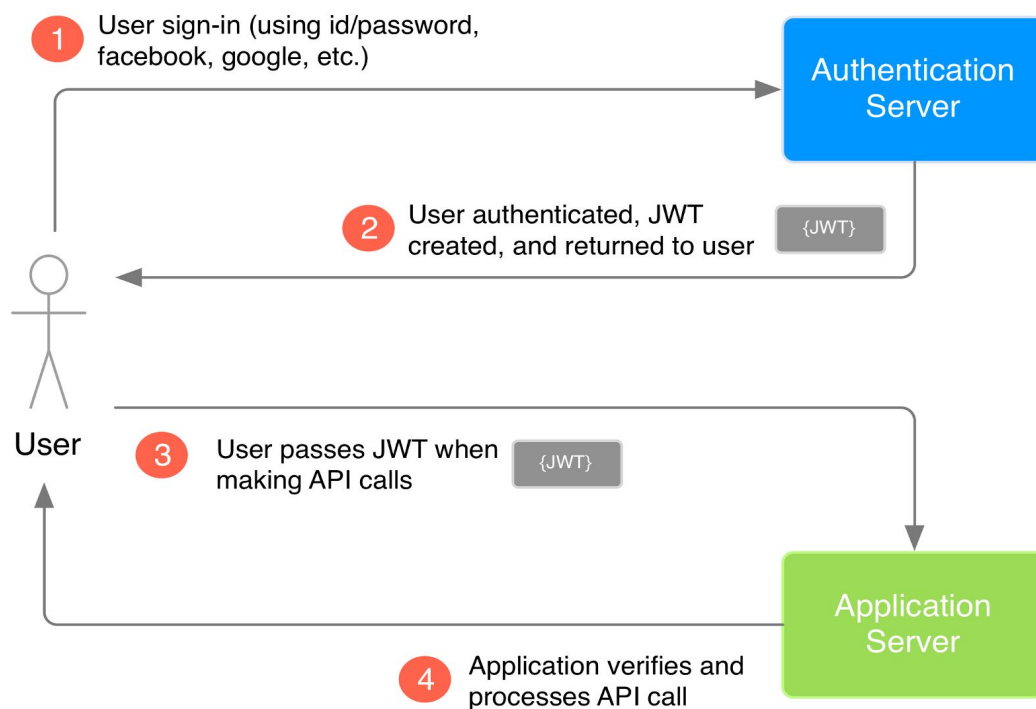 1
User sign-in (using id/password,
facebook, google, etc.)
Authentication
Server
2
User authenticated, JWT
created, and returned to user
{JWT}
User
3
User passes JWT when
making API calls
{JWT}
Application
Server
4
Application verifies and
processes API call